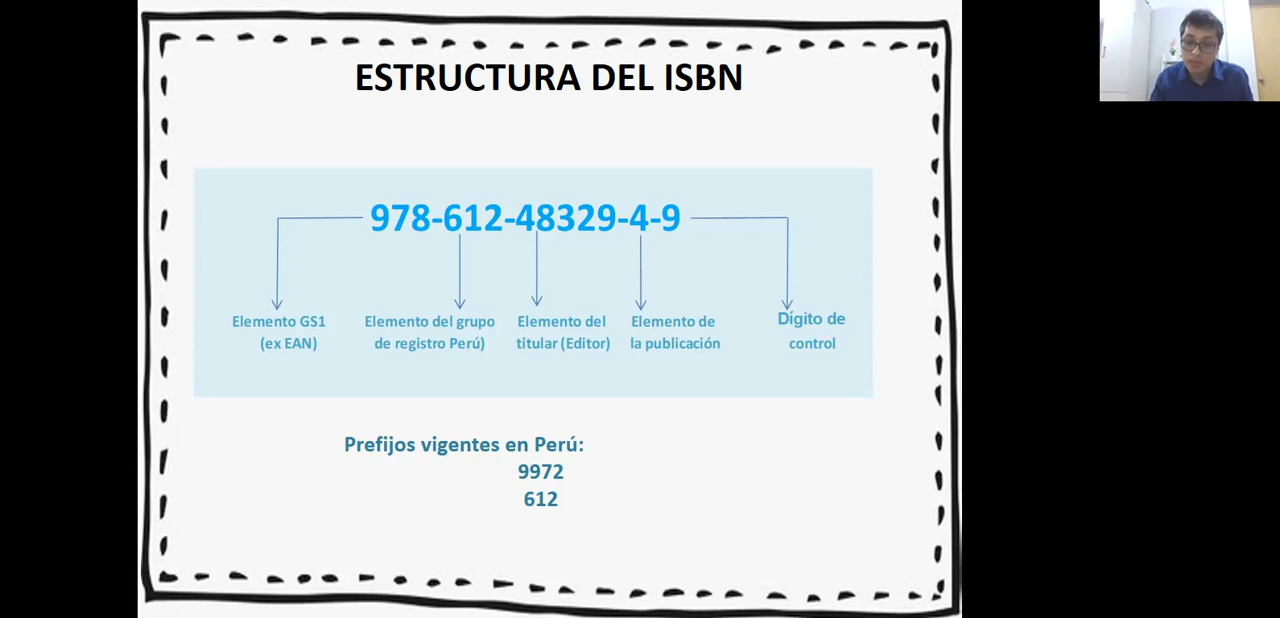 ESTRUCTURA DEL ISBN
978-612-48329-4-9
Elemento GS1
(ex EAN)
Elemento del grupo
de registro Perú)
Elemento del
titular (Editor)
Elemento de
la publicación
Dígito de
control
Prefijos vigentes en Perú:
9972
612